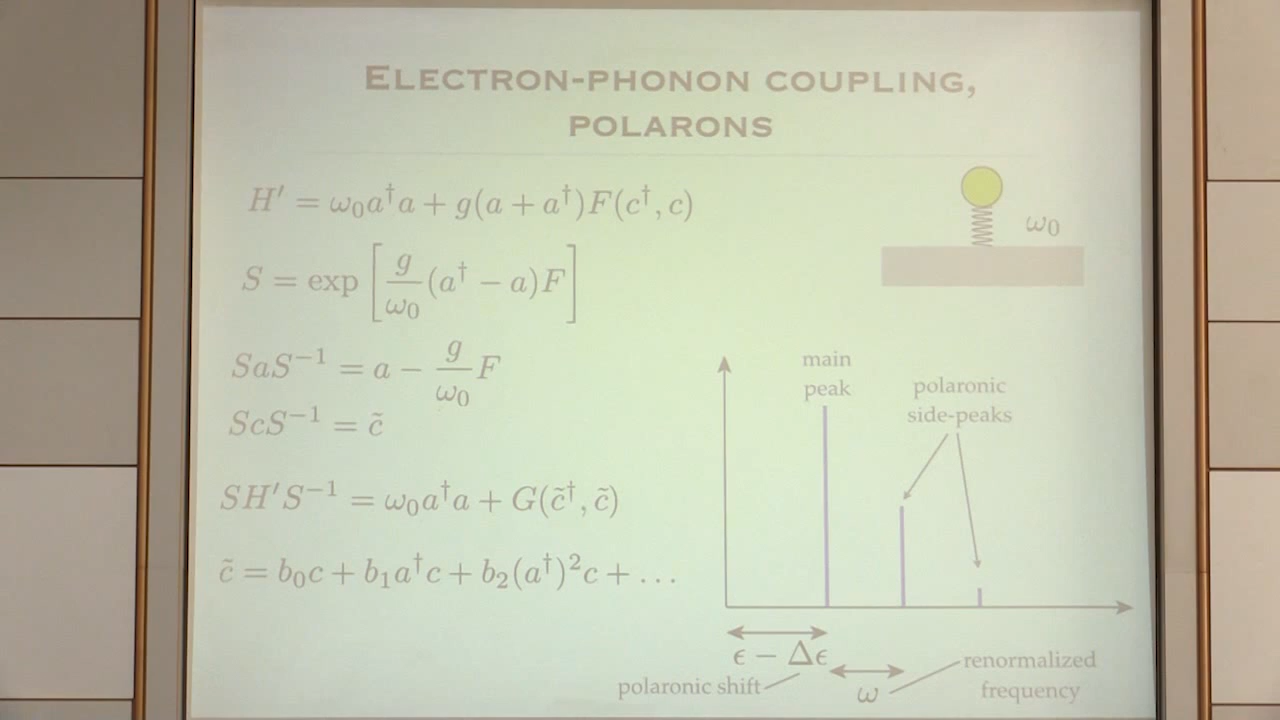 ELECTRON-PHONON COUPLING,
POLARONS
H′ = ω₀a†a + g(a + a†)F(c†, c)
S = exp [g/ω₀ (a† − a)F]
SaS⁻¹ = a − g/ω₀ F
ScS⁻¹ = c̃
SH′S⁻¹ = ω₀a†a + G(c̃†, c̃)
c̃ = b₀c + b₁a†c + b₂(a†)²c + …
ω₀
main
peak
polaronic
side-peaks
ϵ − Δϵ
polaronic shift
ω
renormalized
frequency